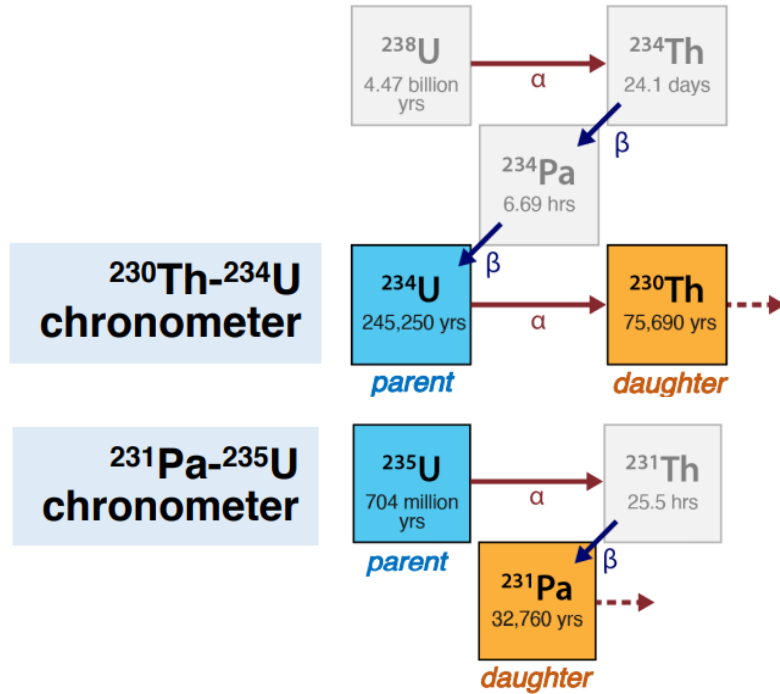 ²³⁸U
4.47 billion
yrs
α
²³⁴Th
24.1 days
β
²³⁴Pa
6.69 hrs
β
²³⁰Th-²³⁴U
chronometer
²³⁴U
245,250 yrs
parent
α
²³⁰Th
75,690 yrs
daughter
²³¹Pa-²³⁵U
chronometer
²³⁵U
704 million
yrs
parent
α
²³¹Th
25.5 hrs
β
²³¹Pa
32,760 yrs
daughter